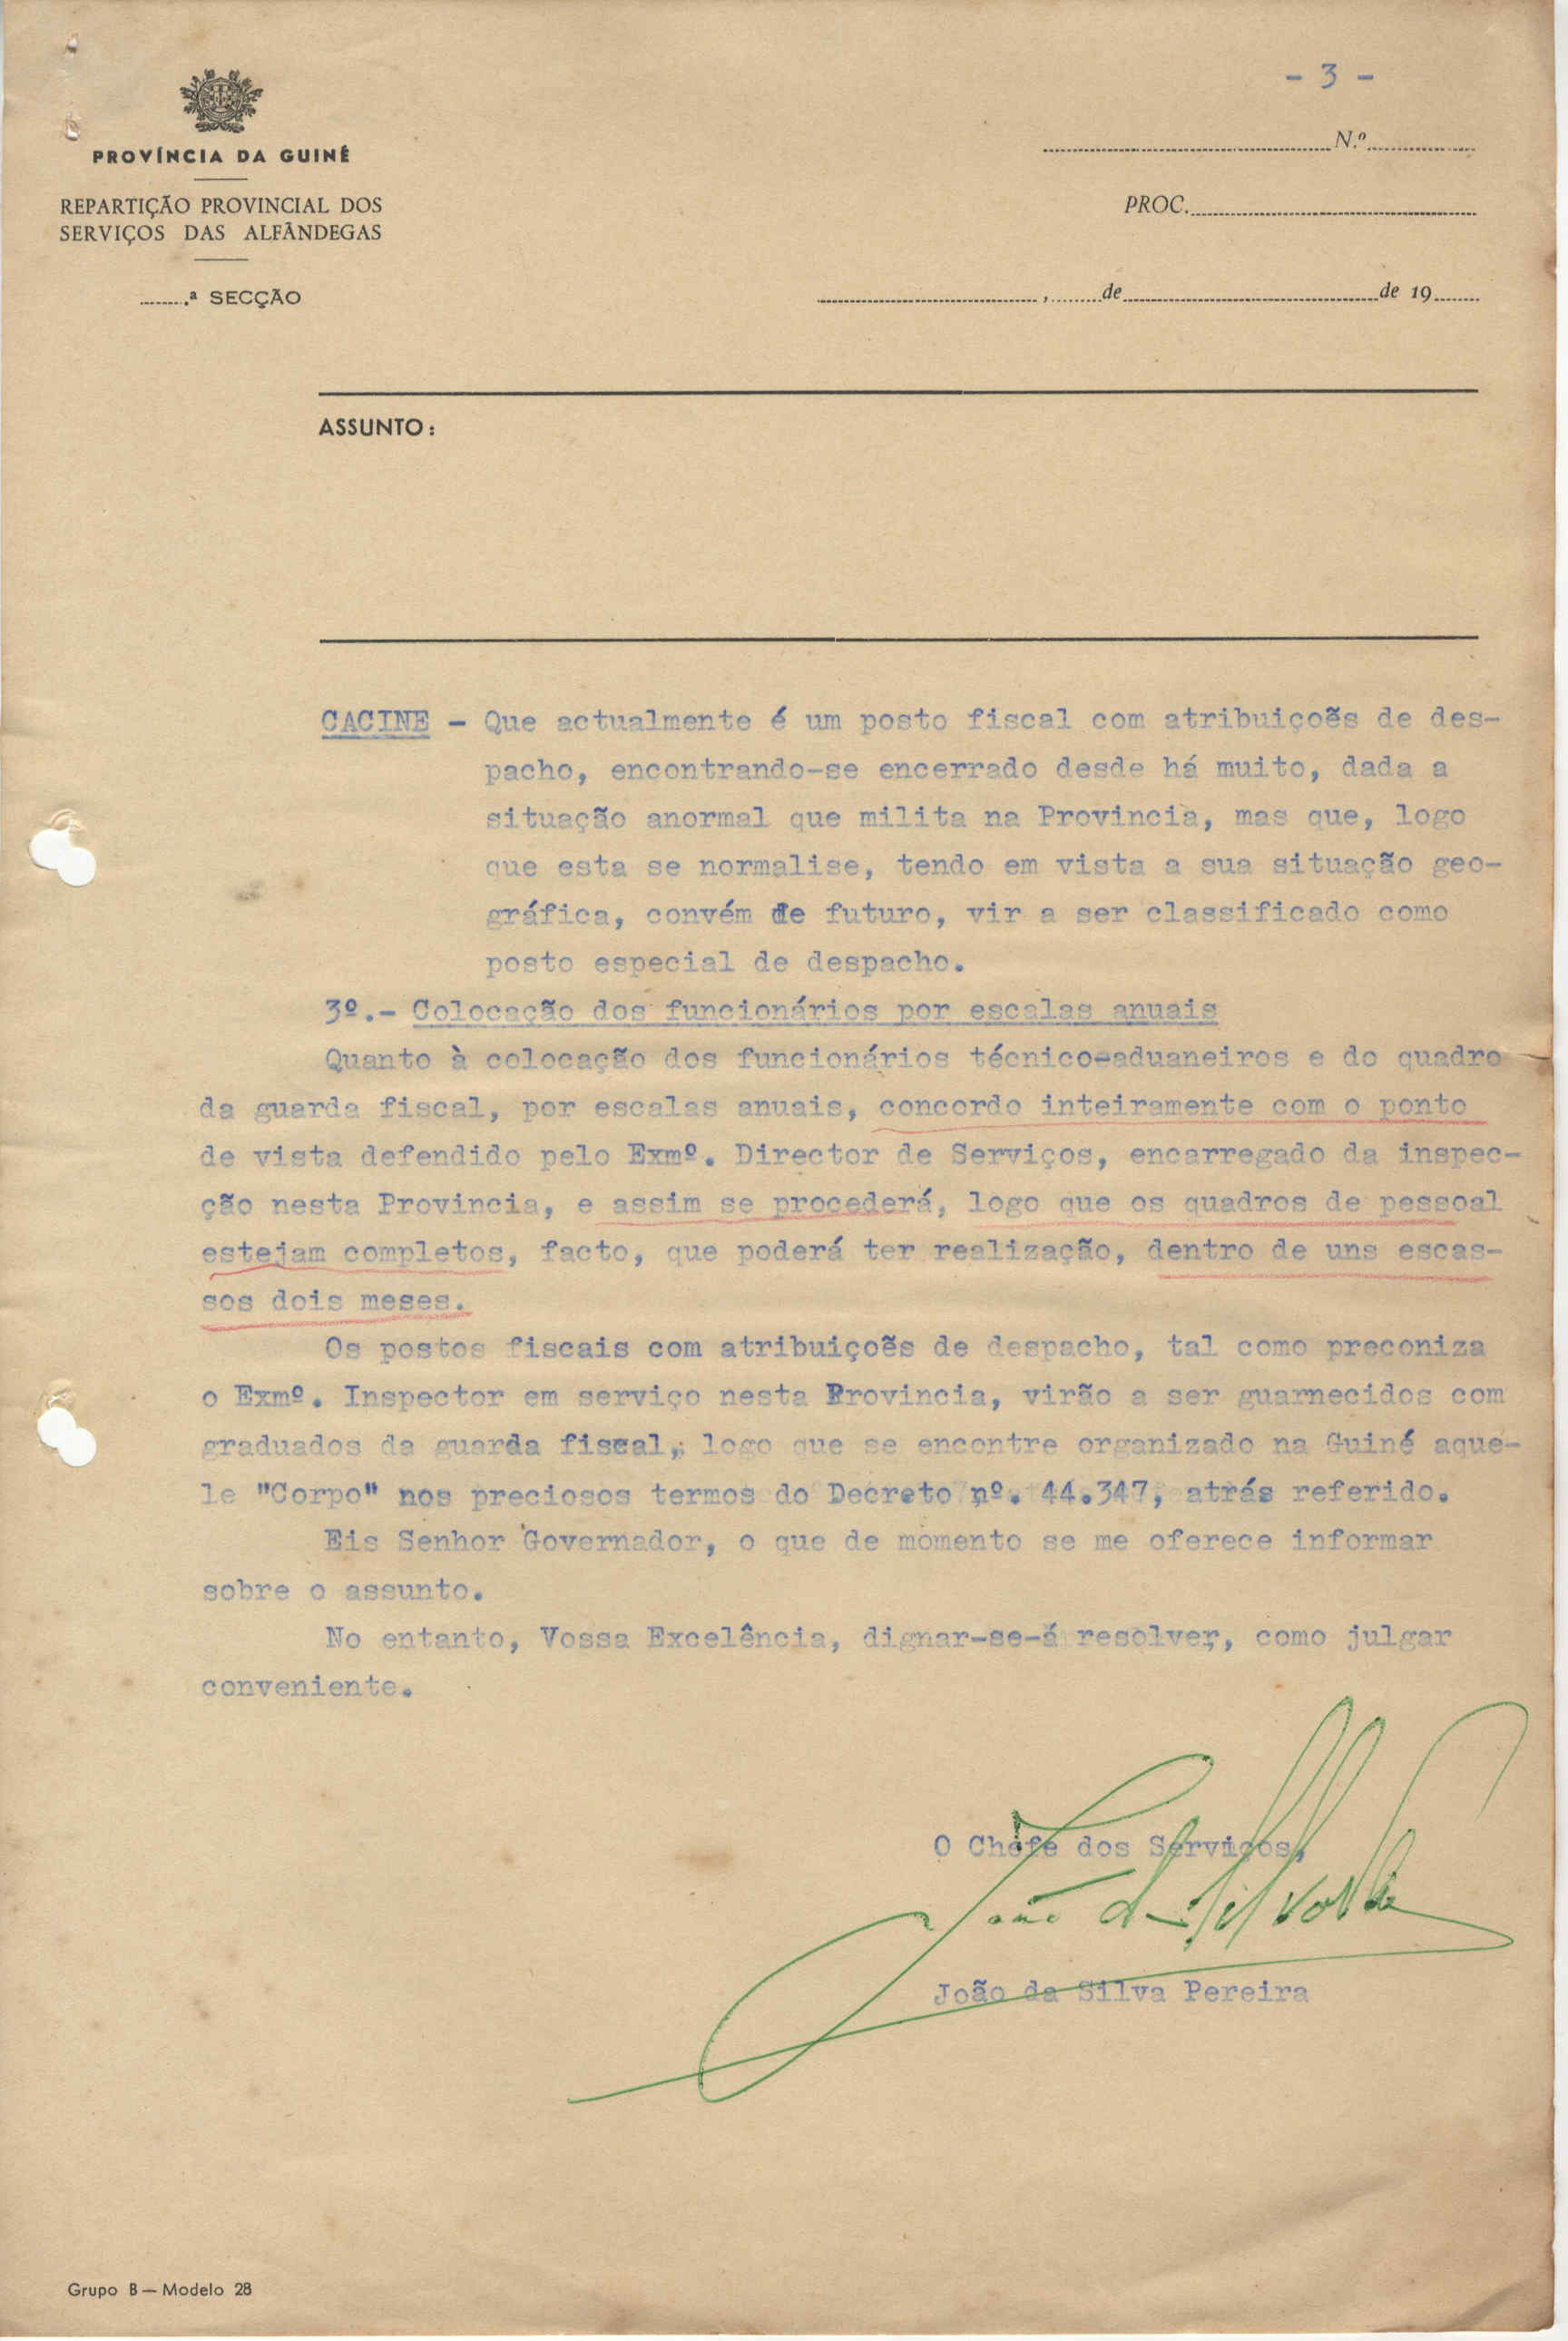 - 3 -
PROVÍNCIA DA GUINÉ
REPARTIÇÃO PROVINCIAL DOS
SERVIÇOS DAS ALFÂNDEGAS
........ª SECÇÃO
N.º
PROC.
, de de 19
ASSUNTO:
CACINE - Que actualmente é um posto fiscal com atribuiçoẽs de des-
pacho, encontrando-se encerrado desde há muito, dada a
situação anormal que milita na Provincia, mas que, logo
que esta se normalise, tendo em vista a sua situação geo-
gráfica, convém de futuro, vir a ser classificado como
posto especial de despacho.
3º.- Colocação dos funcionários por escalas anuais
Quanto à colocação dos funcionários técnico-aduaneiros e do quadro
da guarda fiscal, por escalas anuais, concordo inteiramente com o ponto
de vista defendido pelo Exmº. Director de Serviços, encarregado da inspec-
ção nesta Provincia, e assim se procederá, logo que os quadros de pessoal
estejam completos, facto, que poderá ter realização, dentro de uns escas-
sos dois meses.
Os postos fiscais com atribuiçoẽs de despacho, tal como preconiza
o Exmº. Inspector em serviço nesta Provincia, virão a ser guarnecidos com
graduados da guarda fiscal, logo que se encontre organizado na Guiné aque-
le "Corpo" nos preciosos termos do Decreto nº. 44.347, atrás referido.
Eis Senhor Governador, o que de momento se me oferece informar
sobre o assunto.
No entanto, Vossa Excelência, dignar-se-á resolver, como julgar
conveniente.
O Chefe dos Serviços,
João da Silva Pereira
Grupo B — Modelo 28